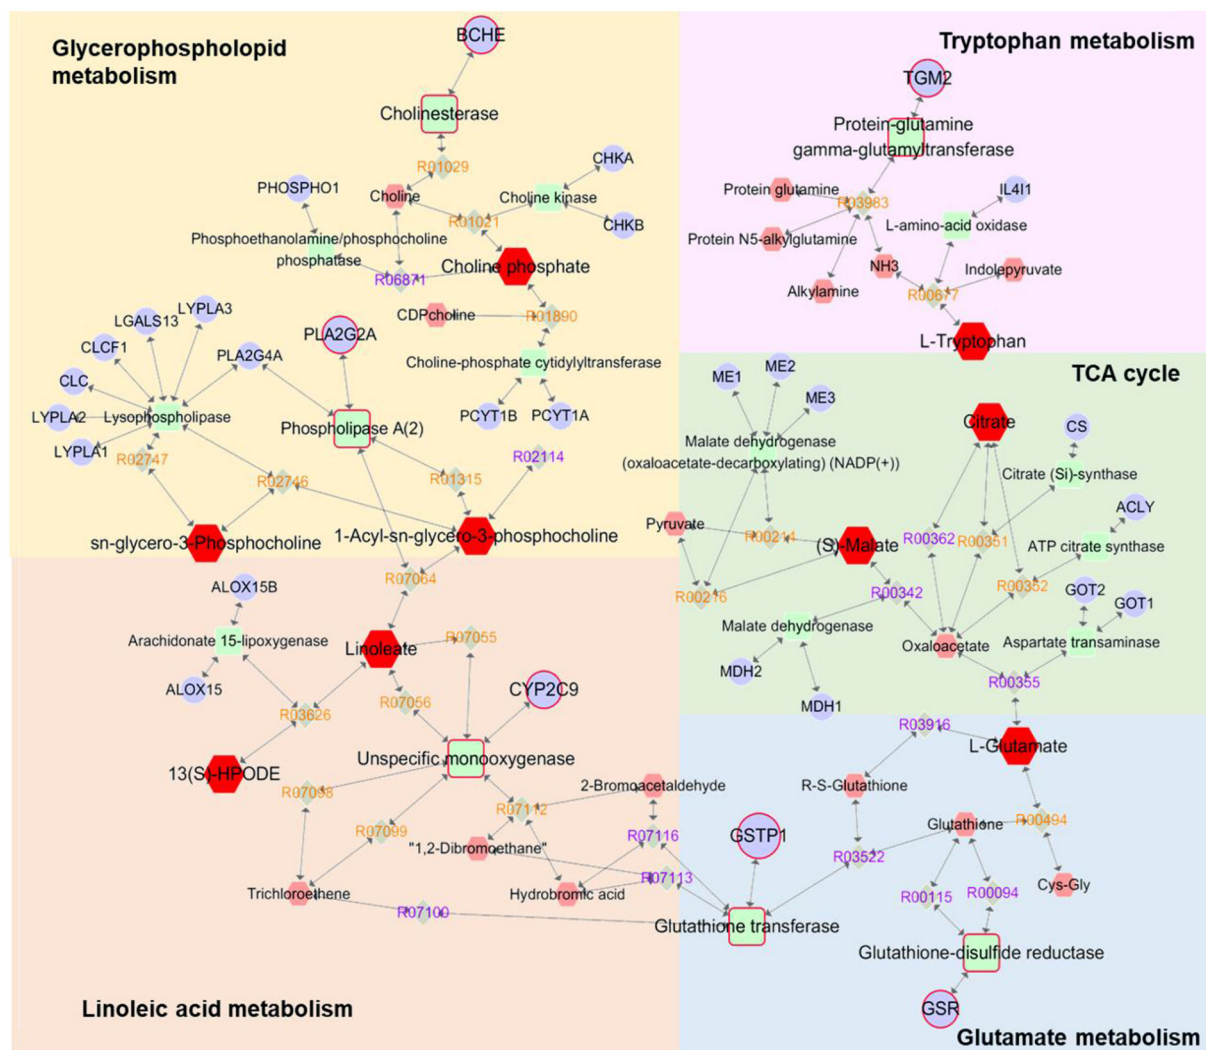 Glycerophospholopid
metabolism
BCHE
Cholinesterase
R01029
CHKA
PHOSPHO1
Choline
Choline kinase
R01021
CHKB
Phosphoethanolamine/phosphocholine
phosphatase
R06871
Choline phosphate
CDPcholine
R01890
LYPLA3
LGALS13
CLCF1
PLA2G2A
PLA2G4A
Choline-phosphate cytidylyltransferase
CLC
LYPLA2
Lysophospholipase
Phospholipase A(2)
PCYT1B
PCYT1A
LYPLA1
R02747
R02746
R01315
R02114
sn-glycero-3-Phosphocholine
1-Acyl-sn-glycero-3-phosphocholine
Tryptophan metabolism
TGM2
Protein-glutamine
gamma-glutamyltransferase
Protein glutamine
R03983
IL4I1
L-amino-acid oxidase
Protein N5-alkylglutamine
NH3
Indolepyruvate
Alkylamine
R00677
L-Tryptophan
TCA cycle
ME1
ME2
ME3
Citrate
CS
Malate dehydrogenase
(oxaloacetate-decarboxylating) (NADP(+))
Citrate (Si)-synthase
ACLY
Pyruvate
R00214
(S)-Malate
R00362
R00351
ATP citrate synthase
R00216
R00342
R00352
GOT2
GOT1
Malate dehydrogenase
Oxaloacetate
Aspartate transaminase
MDH2
MDH1
R00355
ALOX15B
R07064
Arachidonate 15-lipoxygenase
Linoleate
R07055
ALOX15
R03626
R07056
CYP2C9
13(S)-HPODE
Unspecific monooxygenase
R07098
R07112
2-Bromoacetaldehyde
R07099
"1,2-Dibromoethane"
R07116
R07113
Trichloroethene
R07100
Hydrobromic acid
Linoleic acid metabolism
R03916
L-Glutamate
R-S-Glutathione
GSTP1
Glutathione
R00494
R03522
R00115
R00094
Cys-Gly
Glutathione transferase
Glutathione-disulfide reductase
GSR
Glutamate metabolism